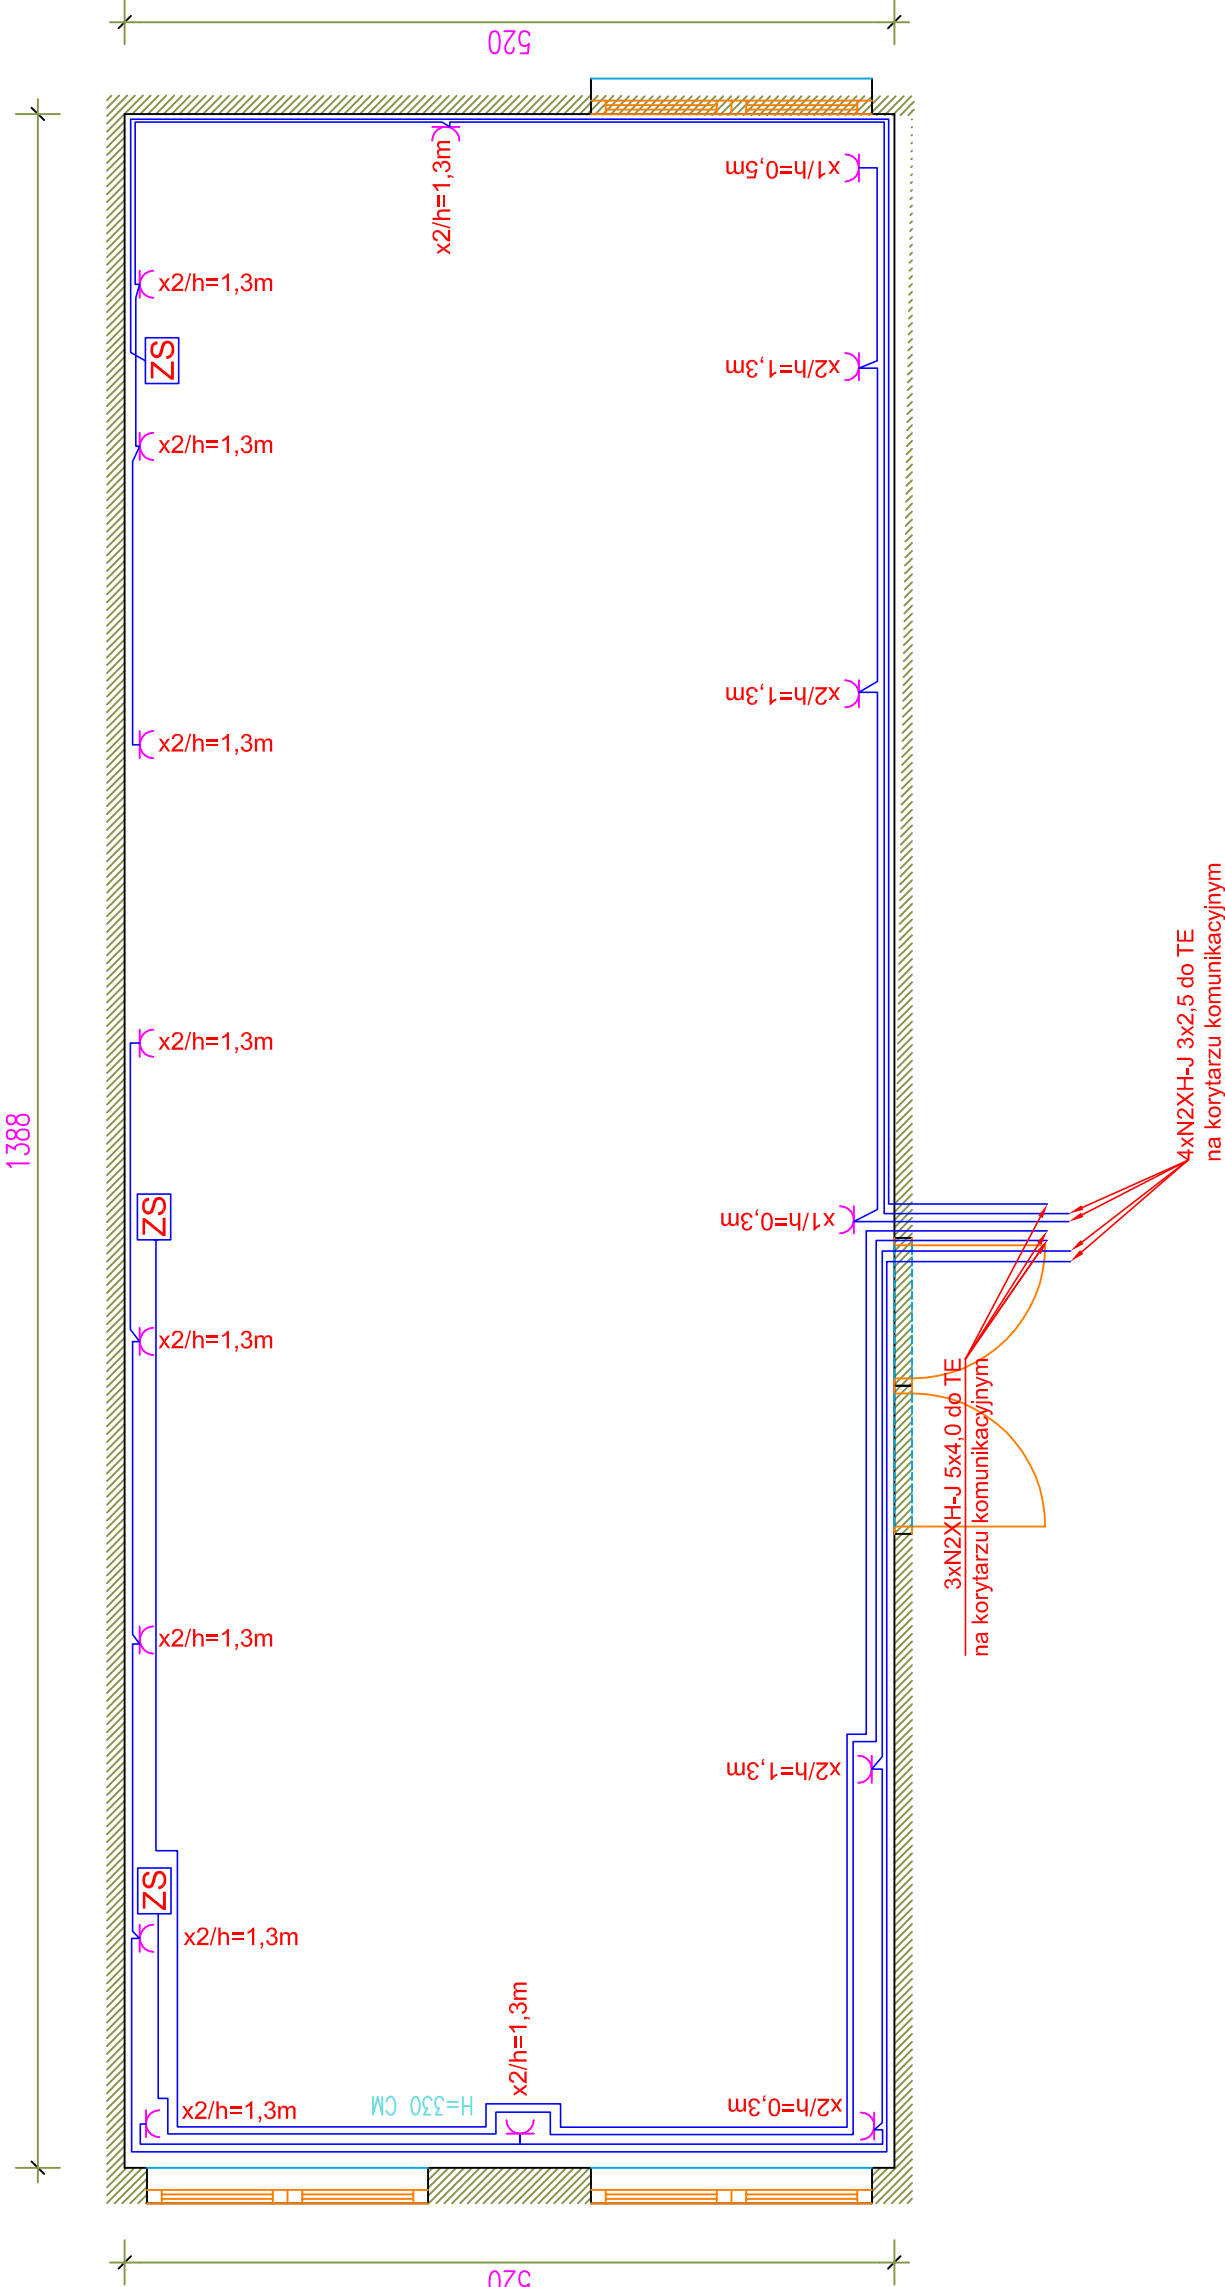 520
x2/h=1,3m
x1/h=0,5m
x2/h=1,3m
ZS
x2/h=1,3m
x2/h=1,3m
x2/h=1,3m
x2/h=1,3m
x2/h=1,3m
1388
ZS
x1/h=0,3m
4xN2XH-J 3x2,5 do TE
na korytarzu komunikacyjnym
x2/h=1,3m
3xN2XH-J 5x4,0 do TE
na korytarzu komunikacyjnym
x2/h=1,3m
x2/h=1,3m
ZS
x2/h=1,3m
x2/h=1,3m
x2/h=1,3m
H=330 CM
x2/h=0,3m
520